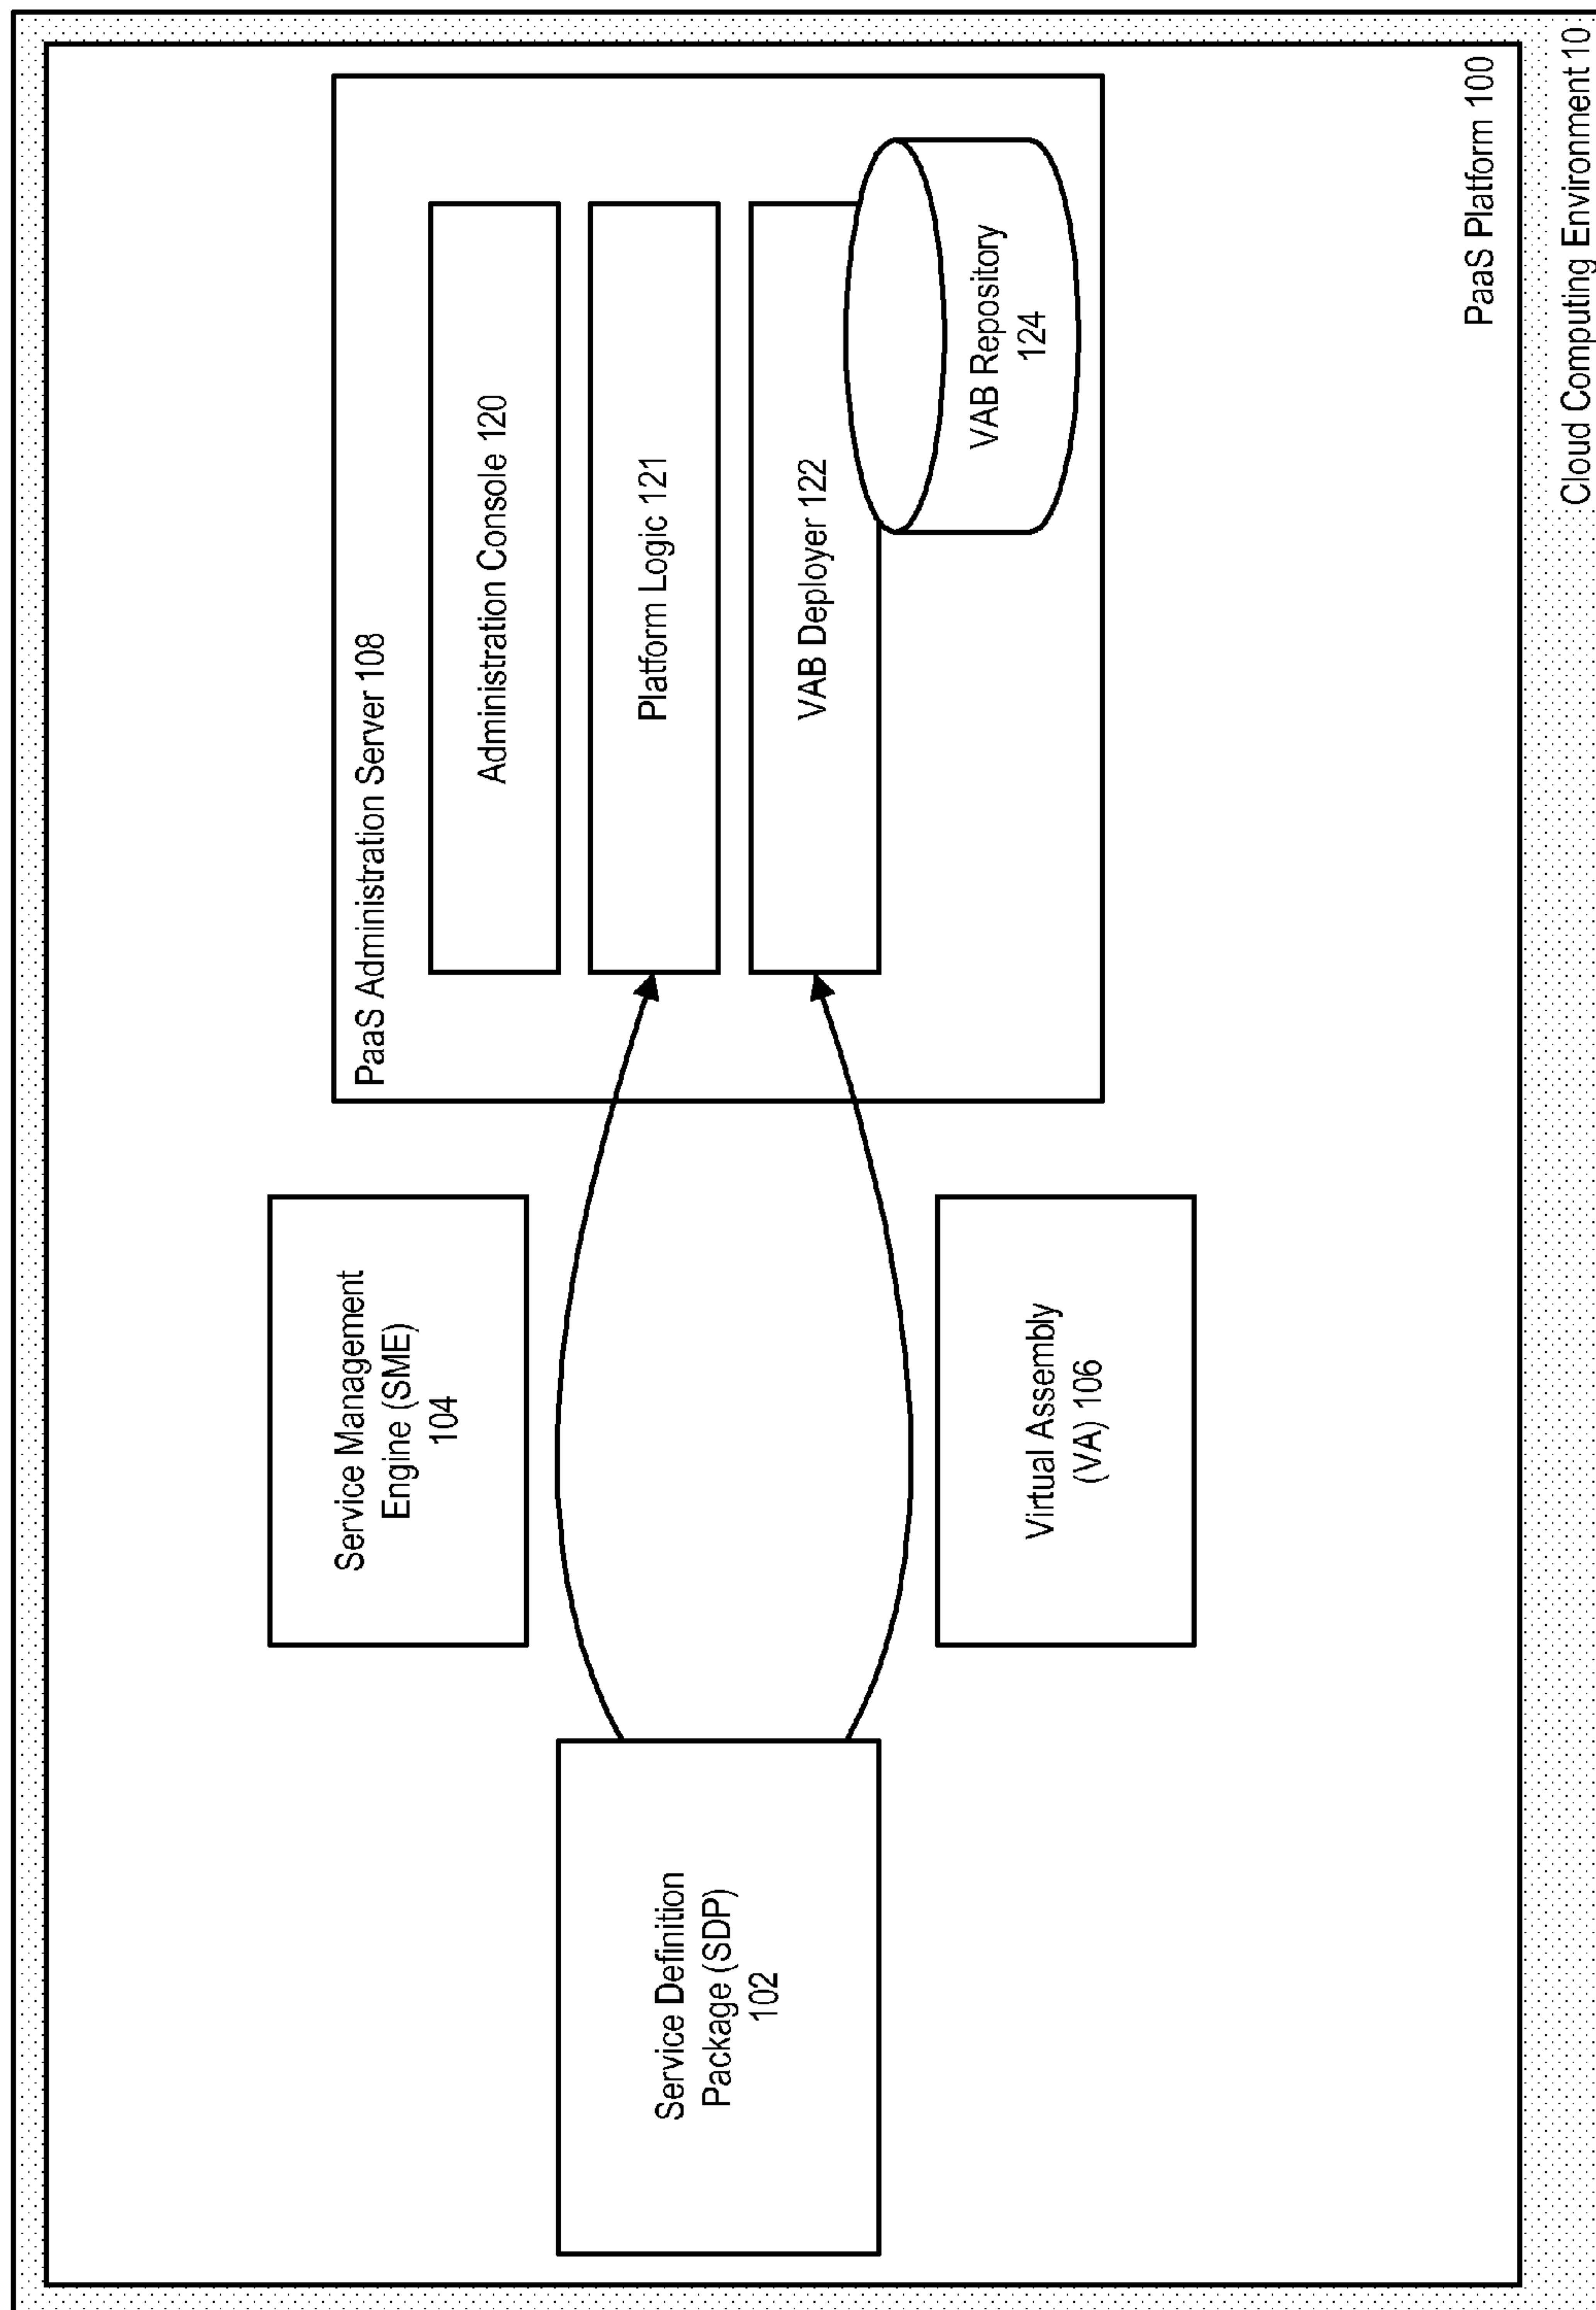 Service Definition
Package (SDP)
102
Service Management
Engine (SME)
104
Virtual Assembly
(VA) 106
PaaS Administration Server 108
Administration Console 120
Platform Logic 121
VAB Deployer 122
VAB Repository
124
PaaS Platform 100
Cloud Computing Environment 10